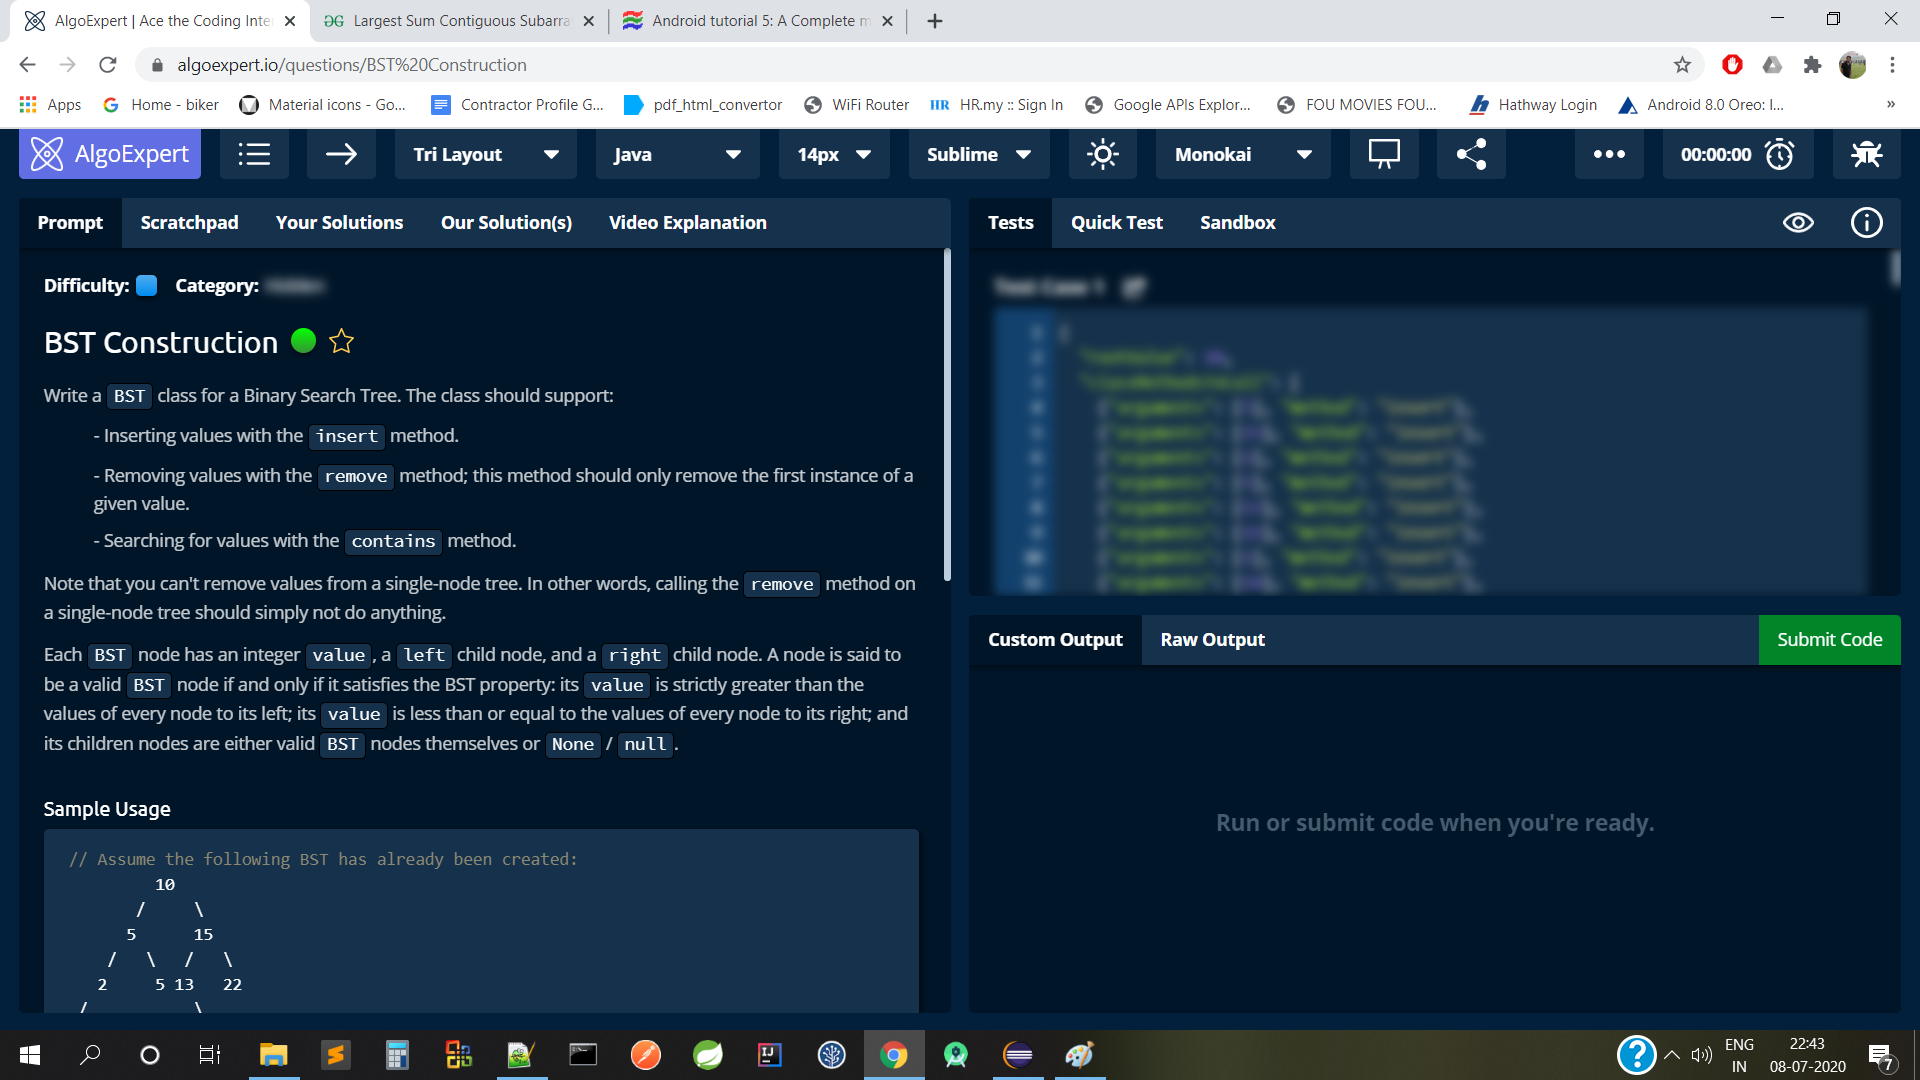 AlgoExpert | Ace the Coding Inte
Largest Sum Contiguous Subarra
Android tutorial 5: A Complete m
algoexpert.io/questions/BST%20Construction
Apps
Home - biker
Material icons - Go...
Contractor Profile G...
pdf_html_convertor
WiFi Router
HR HR.my :: Sign In
Google APIs Explor...
FOU MOVIES FOU...
Hathway Login
Android 8.0 Oreo: I...
»
AlgoExpert
Tri Layout
Java
14px
Sublime
Monokai
00:00:00
Prompt
Scratchpad
Your Solutions
Our Solution(s)
Video Explanation
Tests
Quick Test
Sandbox
Difficulty:
Category:
BST Construction
Write a BST class for a Binary Search Tree. The class should support:
- Inserting values with the insert method.
- Removing values with the remove method; this method should only remove the first instance of a
given value.
- Searching for values with the contains method.
Note that you can't remove values from a single-node tree. In other words, calling the remove method on
a single-node tree should simply not do anything.
Each BST node has an integer value, a left child node, and a right child node. A node is said to
be a valid BST node if and only if it satisfies the BST property: its value is strictly greater than the
values of every node to its left; its value is less than or equal to the values of every node to its right; and
its children nodes are either valid BST nodes themselves or None / null.
Sample Usage
// Assume the following BST has already been created:
10
/ \
5 15
/ \ / \
2 5 13 22
/ \
Custom Output
Raw Output
Submit Code
Run or submit code when you're ready.
ENG
IN
22:43
08-07-2020
7